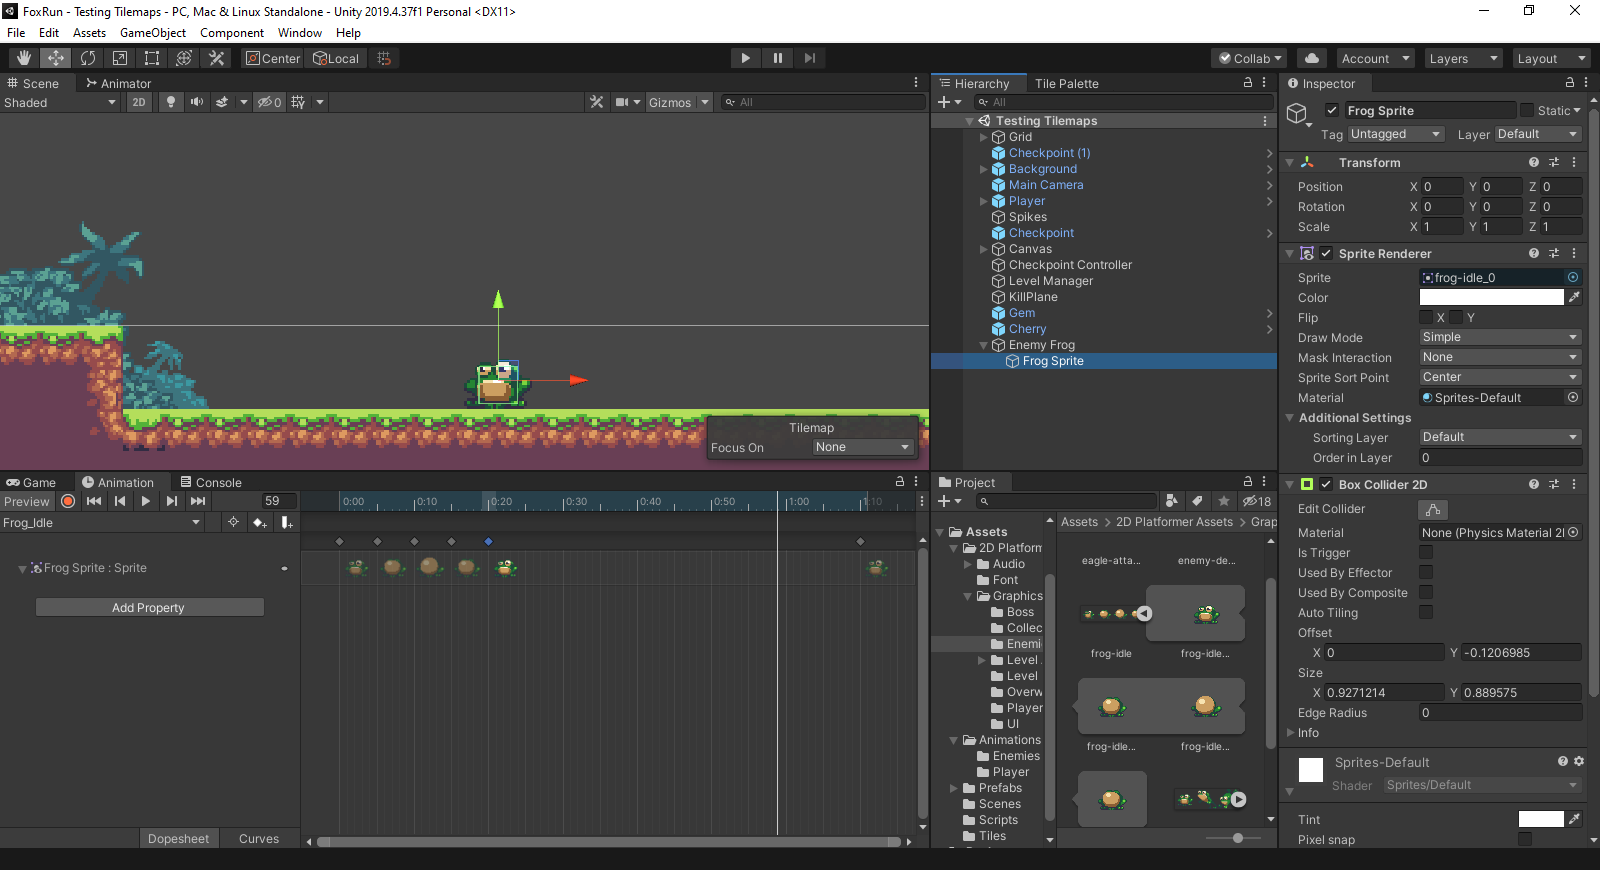 FoxRun - Testing Tilemaps - PC, Mac & Linux Standalone - Unity 2019.4.37f1 Personal <DX11>
File Edit Assets GameObject Component Window Help
Center Local Collab Account Layers Layout
Scene Animator
Shaded 2D 0 Gizmos All
Tilemap
Focus On None
Hierarchy Tile Palette
All
Testing Tilemaps
Grid
Checkpoint (1)
Background
Main Camera
Player
Spikes
Checkpoint
Canvas
Checkpoint Controller
Level Manager
KillPlane
Gem
Cherry
Enemy Frog
Frog Sprite
Inspector
Frog Sprite Static
Tag Untagged Layer Default
Transform
Position X 0 Y 0 Z 0
Rotation X 0 Y 0 Z 0
Scale X 1 Y 1 Z 1
Sprite Renderer
Sprite frog-idle_0
Color
Flip X Y
Draw Mode Simple
Mask Interaction None
Sprite Sort Point Center
Material Sprites-Default
Additional Settings
Sorting Layer Default
Order in Layer 0
Box Collider 2D
Edit Collider
Material None (Physics Material 2
Is Trigger
Used By Effector
Used By Composite
Auto Tiling
Offset
X 0 Y -0.1206985
Size
X 0.9271214 Y 0.889575
Edge Radius 0
Info
Sprites-Default
Shader Sprites/Default
Tint
Pixel snap
Game Animation Console
Preview 59 0:00 0:10 0:20 0:30 0:40 0:50 1:00 1:10
Frog_Idle
Frog Sprite : Sprite
Add Property
Dopesheet Curves
Project
18
Assets
2D Platform
Audio
Font
Graphics
Boss
Collec
Enemi
Level
Level
Overw
Player
UI
Animations
Enemies
Player
Prefabs
Scenes
Scripts
Tiles
Assets > 2D Platformer Assets > Grap
eagle-atta... enemy-de...
frog-idle frog-idle...
frog-idle... frog-idle...